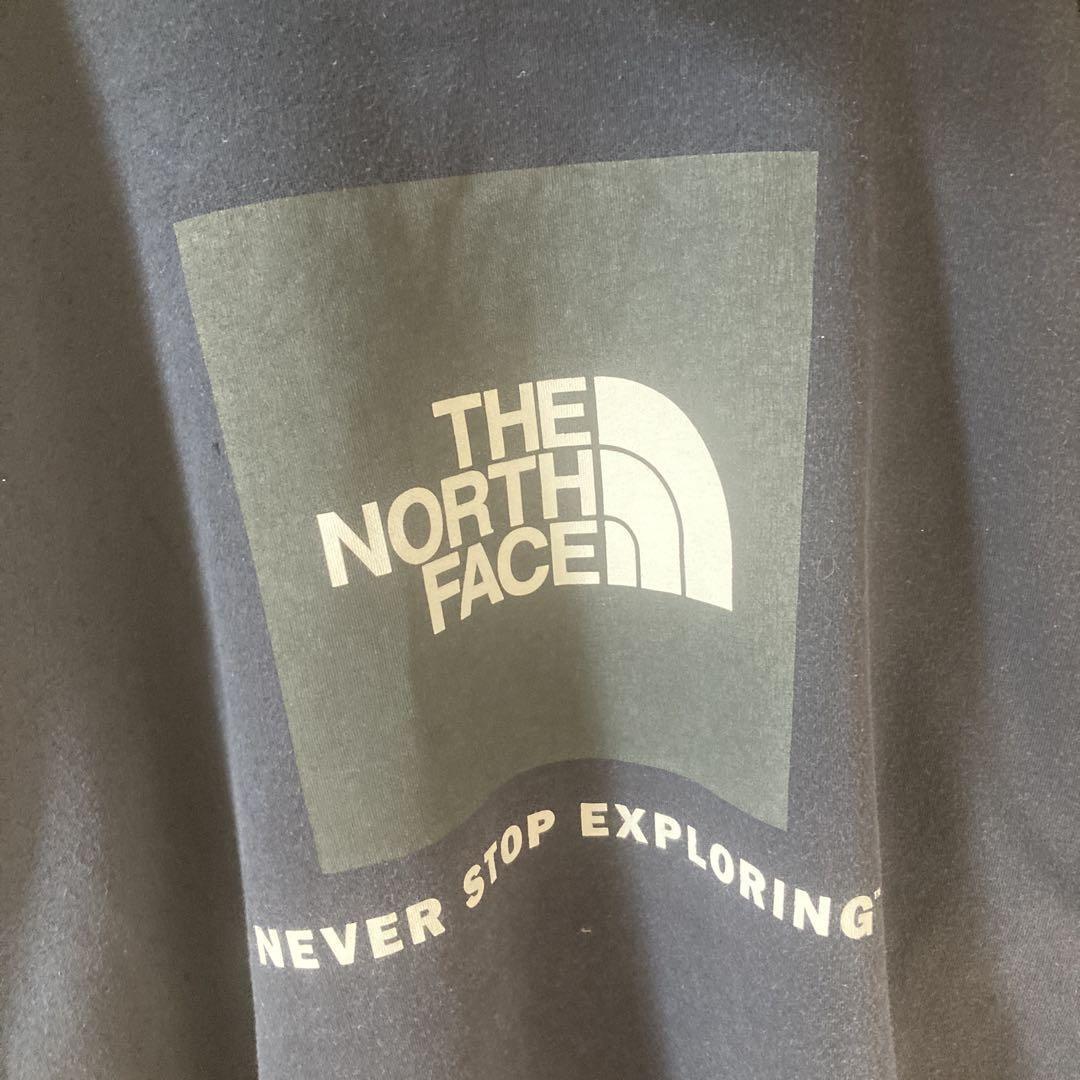 THE
NORTH
FACE
NEVER STOP EXPLORING™